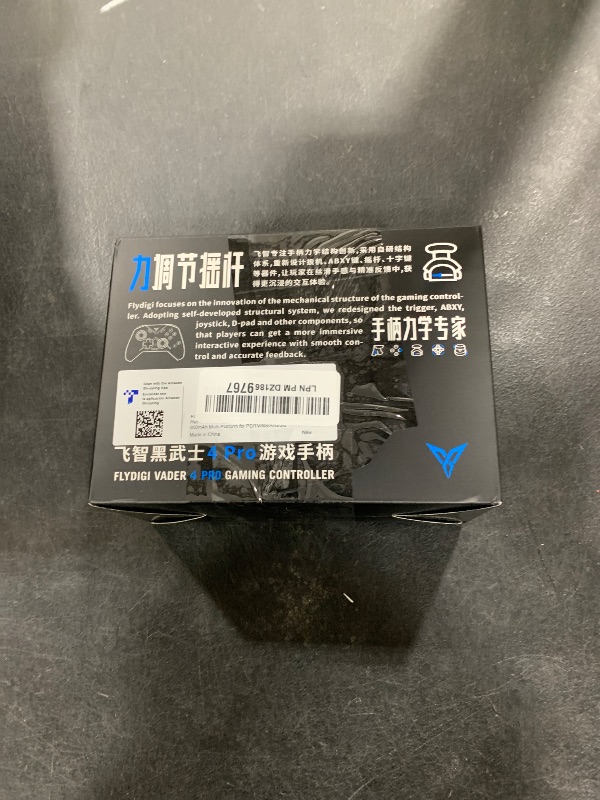 力调节摇杆
飞智专注手柄力学结构创新,采用自研结构
体系,重新设计扳机、ABXY键、摇杆、十字键
等器件,让玩家在丝滑手感与精准反馈中,获
得更沉浸的交互体验。
Flydigi focuses on the innovation of the mechanical structure of the gaming control-
ler. Adopting self-developed structural system, we redesigned the trigger, ABXY,
joystick, D-pad and other components, so
that players can get a more immersive
interactive experience with smooth con-
trol and accurate feedback.
手柄力学专家
LPN PM DZ186 9767
New
Made in China
飞智黑武士4 Pro游戏手柄
FLYDIGI VADER 4 PRO GAMING CONTROLLER